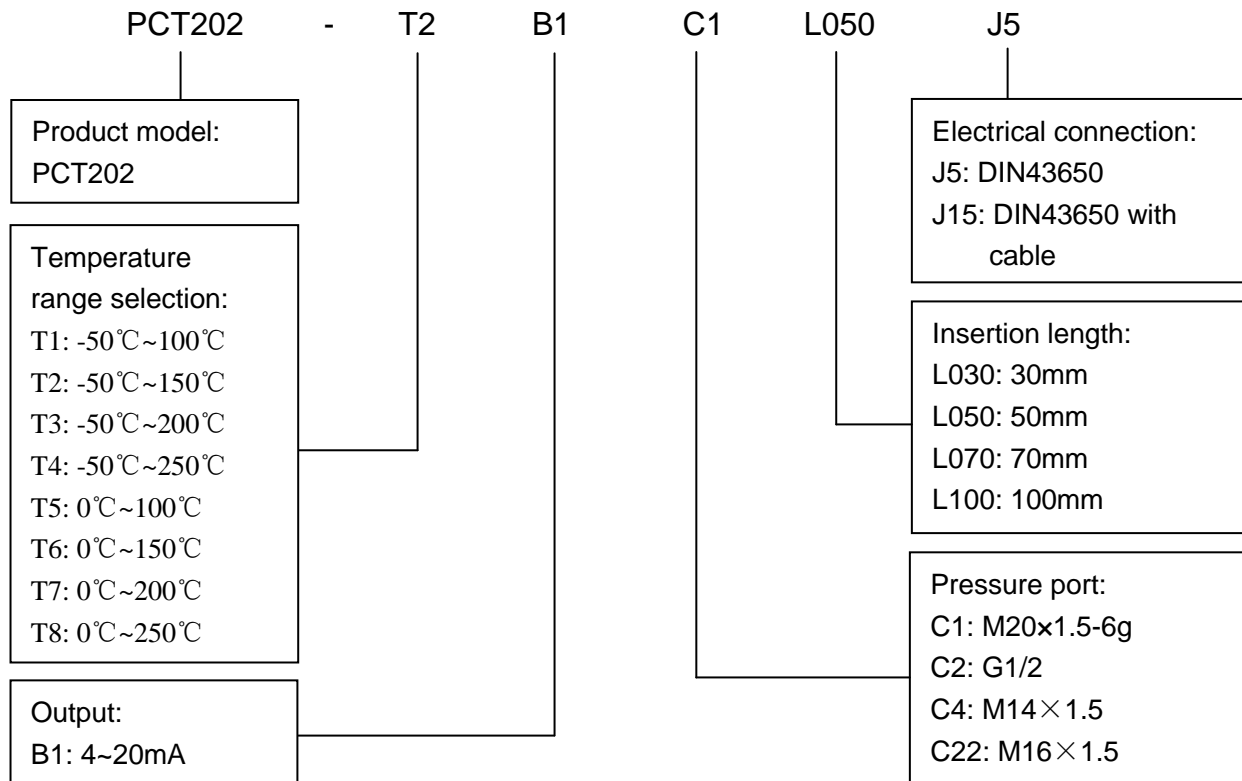 PCT202 - T2 B1 C1 L050 J5
Product model:
PCT202
Temperature
range selection:
T1: -50℃~100℃
T2: -50℃~150℃
T3: -50℃~200℃
T4: -50℃~250℃
T5: 0℃~100℃
T6: 0℃~150℃
T7: 0℃~200℃
T8: 0℃~250℃
Output:
B1: 4~20mA
Electrical connection:
J5: DIN43650
J15: DIN43650 with
cable
Insertion length:
L030: 30mm
L050: 50mm
L070: 70mm
L100: 100mm
Pressure port:
C1: M20×1.5-6g
C2: G1/2
C4: M14×1.5
C22: M16×1.5